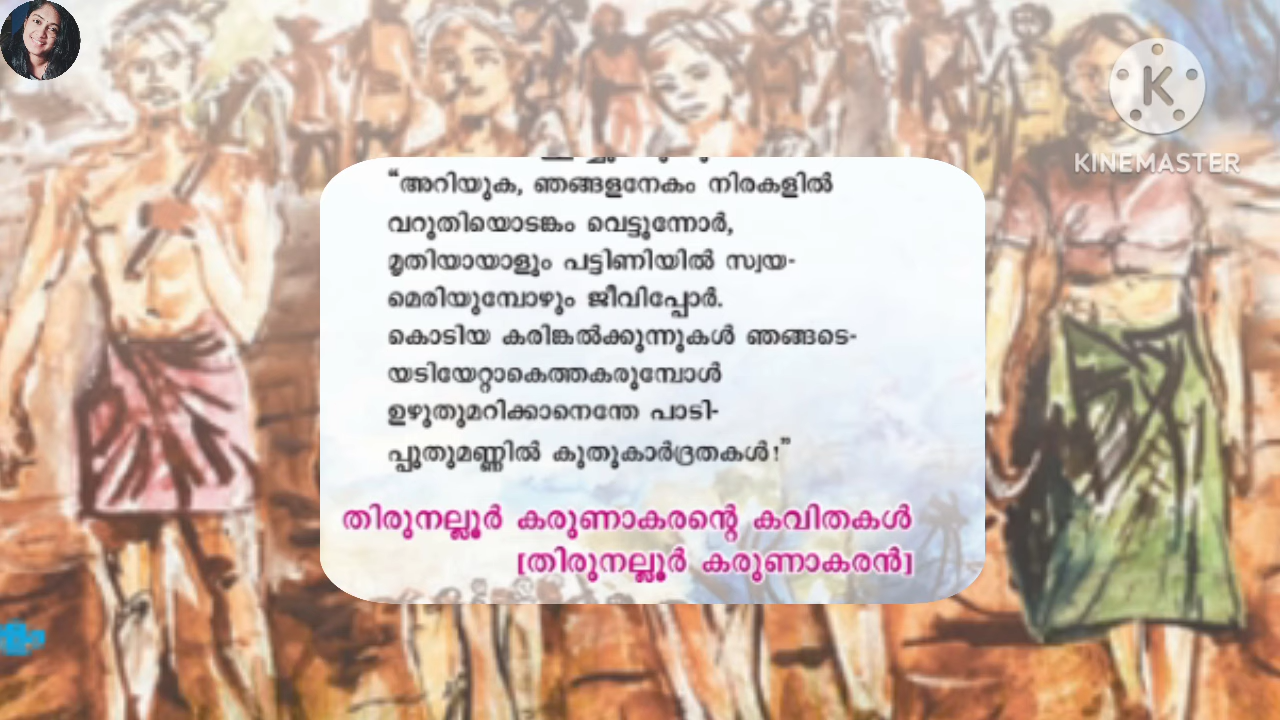 KINEMASTER
“അറിയുക, ഞങ്ങളനേകം നിരകളിൽ
വറുതിയൊടങ്കം വെട്ടുന്നോർ,
മൃതിയായാളും പട്ടിണിയിൽ സ്വയ-
മെരിയുമ്പോഴും ജീവിപ്പോർ.
കൊടിയ കരിങ്കൽക്കുന്നുകൾ ഞങ്ങടെ-
യടിയേറ്റാകെത്തകരുമ്പോൾ
ഉഴുതുമറിക്കാനെന്തേ പാടി-
പ്പുതുമണ്ണിൽ കുതുകാർദ്രതകൾ!”
തിരുനല്ലൂർ കരുണാകരന്റെ കവിതകൾ
[തിരുനല്ലൂർ കരുണാകരൻ]